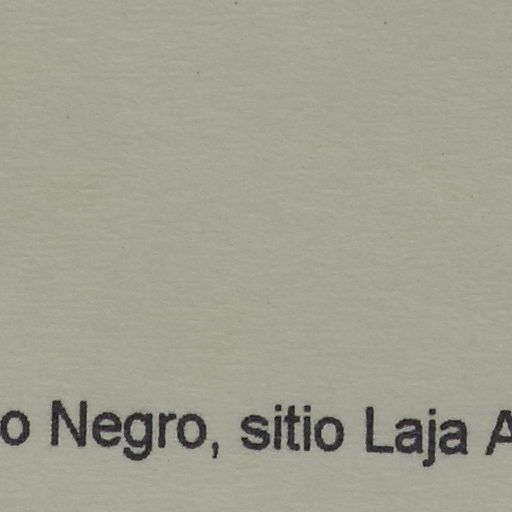 o Negro, sitio Laja A